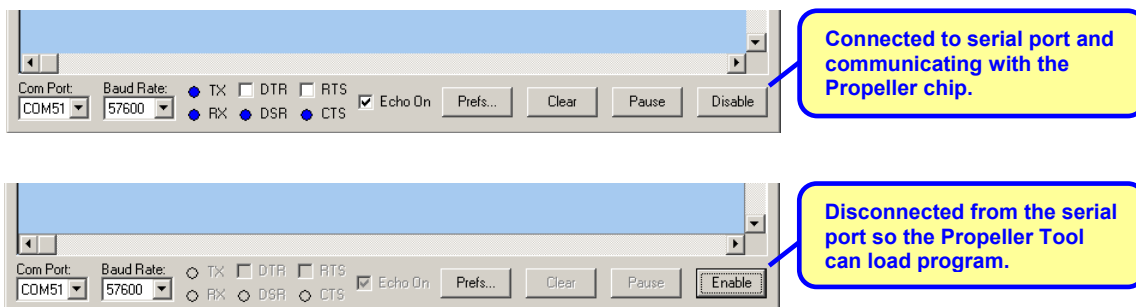 Connected to serial port and
communicating with the
Propeller chip.
Com Port: Baud Rate: TX DTR RTS
COM51 57600 RX DSR CTS Echo On Prefs... Clear Pause Disable
Disconnected from the serial
port so the Propeller Tool
can load program.
Com Port: Baud Rate: TX DTR RTS
COM51 57600 RX DSR CTS Echo On Prefs... Clear Pause Enable